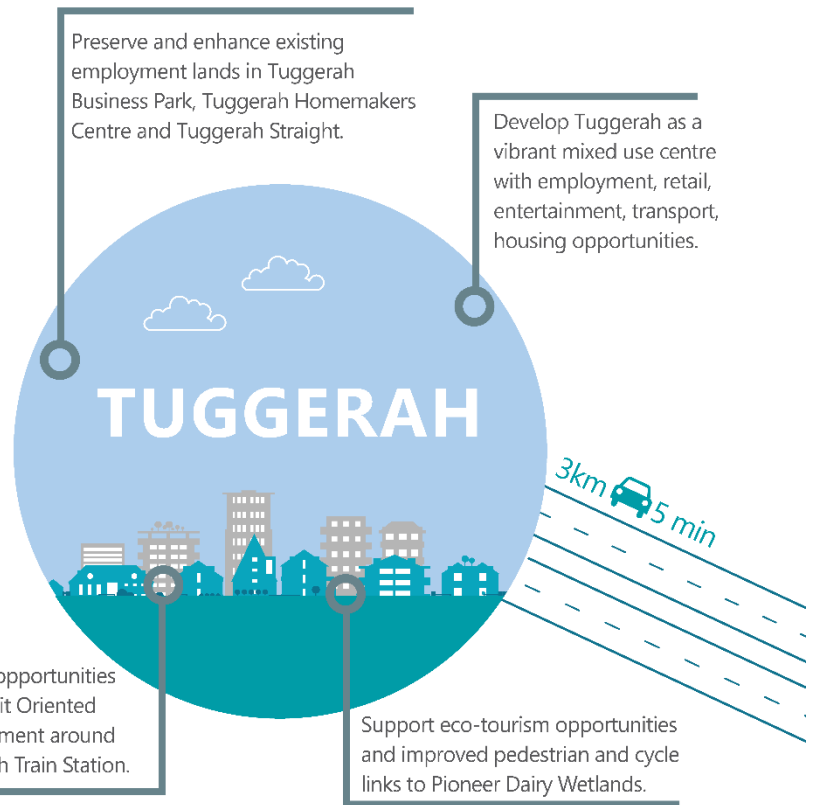 Preserve and enhance existing
employment lands in Tuggerah
Business Park, Tuggerah Homemakers
Centre and Tuggerah Straight.
Develop Tuggerah as a
vibrant mixed use centre
with employment, retail,
entertainment, transport,
housing opportunities.
TUGGERAH
3km 5 min
opportunities
Oriented
around
Train Station.
Support eco-tourism opportunities
and improved pedestrian and cycle
links to Pioneer Dairy Wetlands.